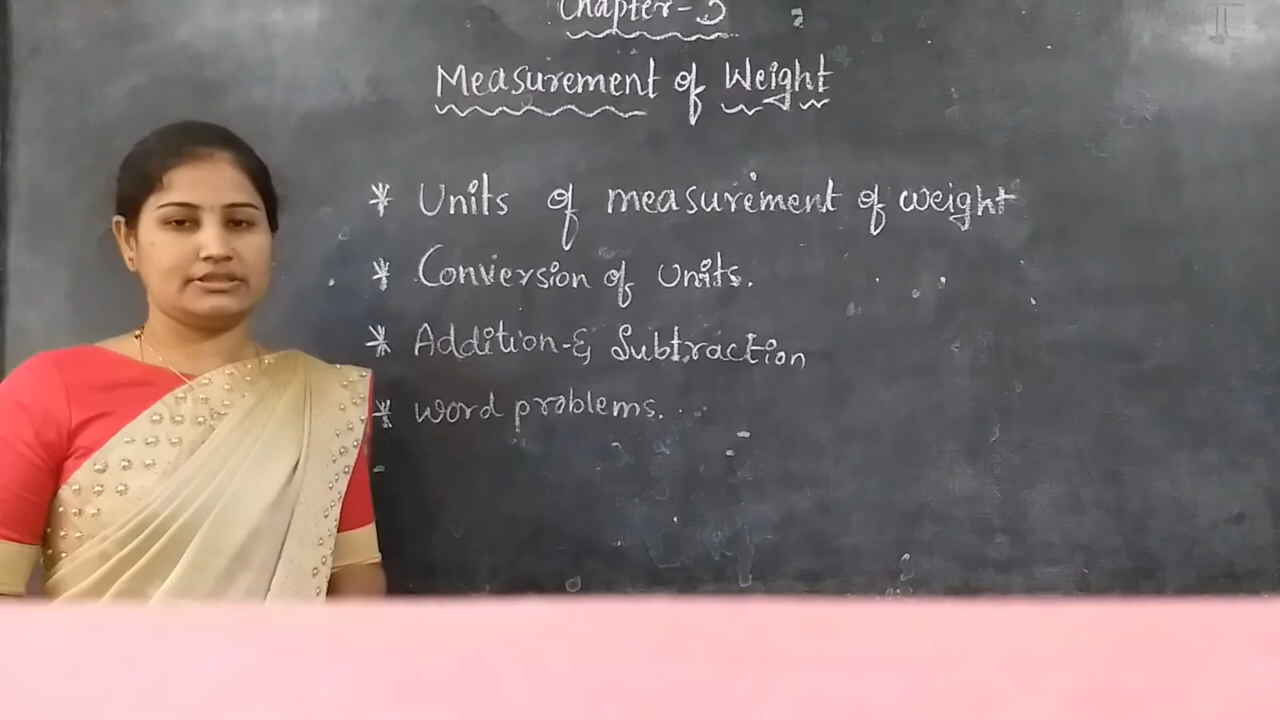 Chapter-5
Measurement of Weight
* Units of measurement of weight
* Conversion of Units.
* Addition & Subtraction
* Word problems.